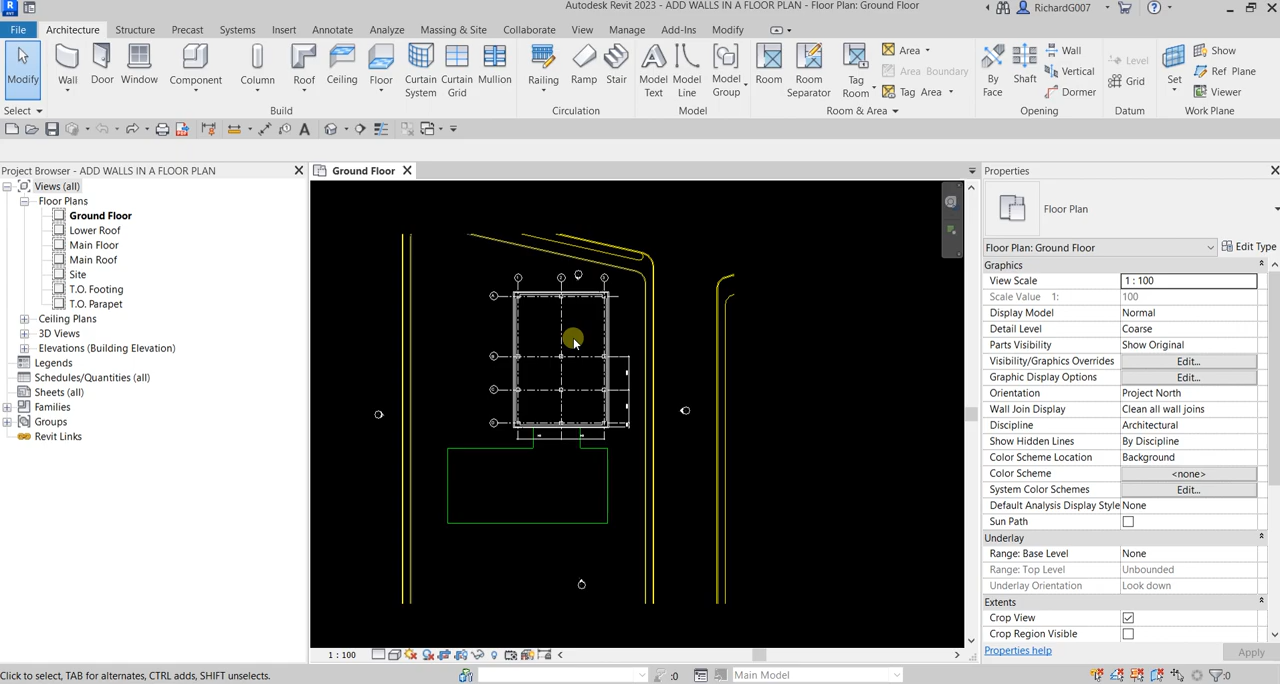 Autodesk Revit 2023 - ADD WALLS IN A FLOOR PLAN - Floor Plan: Ground Floor
RichardG007
File Architecture Structure Precast Systems Insert Annotate Analyze Massing & Site Collaborate View Manage Add-Ins Modify
Modify Wall Door Window Component Column Roof Ceiling Floor Curtain System Curtain Grid Mullion Railing Ramp Stair Model Text Model Line Model Group Room Room Separator Tag Room Area Area Boundary Tag Area By Face Shaft Wall Vertical Dormer Level Grid Set Show Ref Plane Viewer
Select Build Circulation Model Room & Area Opening Datum Work Plane
Project Browser - ADD WALLS IN A FLOOR PLAN
Views (all)
Floor Plans
Ground Floor
Lower Roof
Main Floor
Main Roof
Site
T.O. Footing
T.O. Parapet
Ceiling Plans
3D Views
Elevations (Building Elevation)
Legends
Schedules/Quantities (all)
Sheets (all)
Families
Groups
Revit Links
Ground Floor
Properties
Floor Plan
Floor Plan: Ground Floor Edit Type
Graphics
View Scale 1 : 100
Scale Value 1: 100
Display Model Normal
Detail Level Coarse
Parts Visibility Show Original
Visibility/Graphics Overrides Edit...
Graphic Display Options Edit...
Orientation Project North
Wall Join Display Clean all wall joins
Discipline Architectural
Show Hidden Lines By Discipline
Color Scheme Location Background
Color Scheme <none>
System Color Schemes Edit...
Default Analysis Display Style None
Sun Path
Underlay
Range: Base Level None
Range: Top Level Unbounded
Underlay Orientation Look down
Extents
Crop View
Crop Region Visible
Properties help Apply
1 : 100
Click to select, TAB for alternates, CTRL adds, SHIFT unselects.
:0 Main Model :0